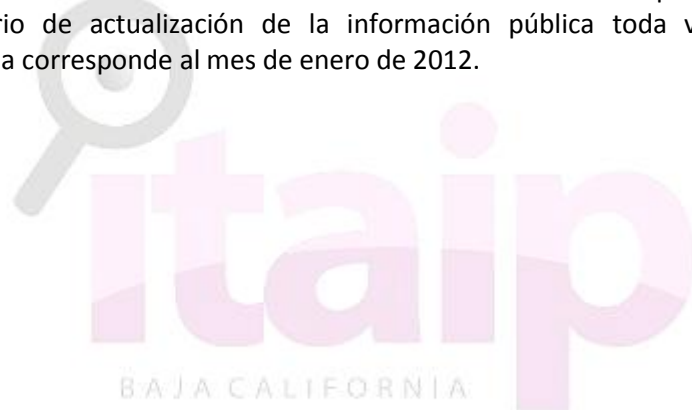 rio de actualización de la información pública toda v
a corresponde al mes de enero de 2012.
itaip
BAJA CALIFORNIA